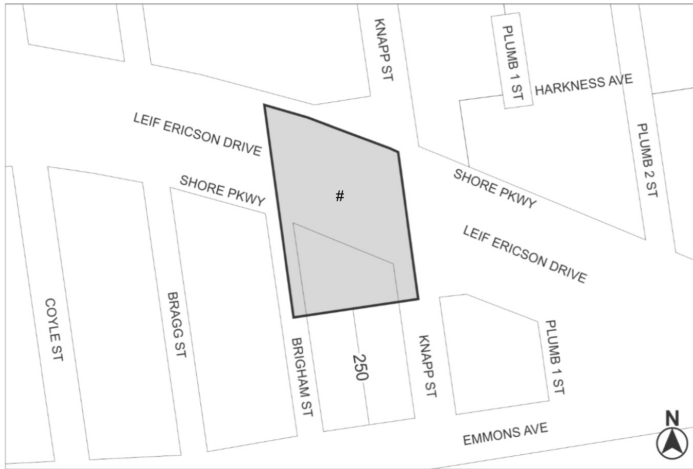 KNAPP ST
PLUMB 1 ST
HARKNESS AVE
LEIF ERICSON DRIVE
PLUMB 2 ST
SHORE PKWY
#
SHORE PKWY
LEIF ERICSON DRIVE
COYLE ST
BRAGG ST
BRIGHAM ST
250
KNAPP ST
PLUMB 1 ST
EMMONS AVE
N